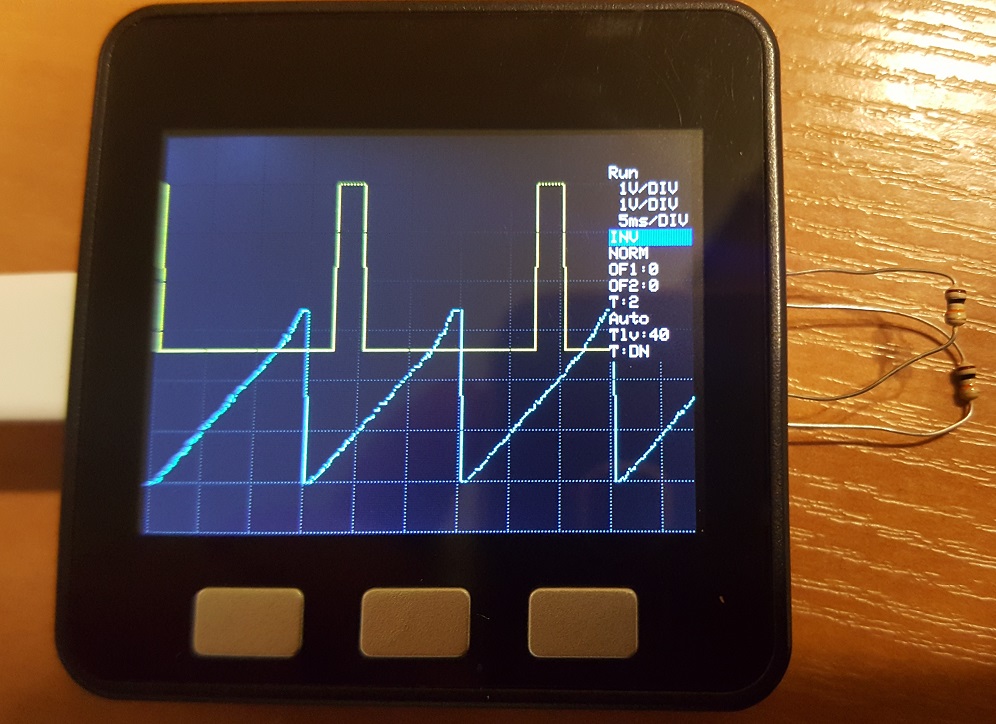 Run
1V/DIV
1V/DIV
5ms/DIV
INV
NORM
OF1:0
OF2:0
T:2
Auto
Tlv:40
T:DN